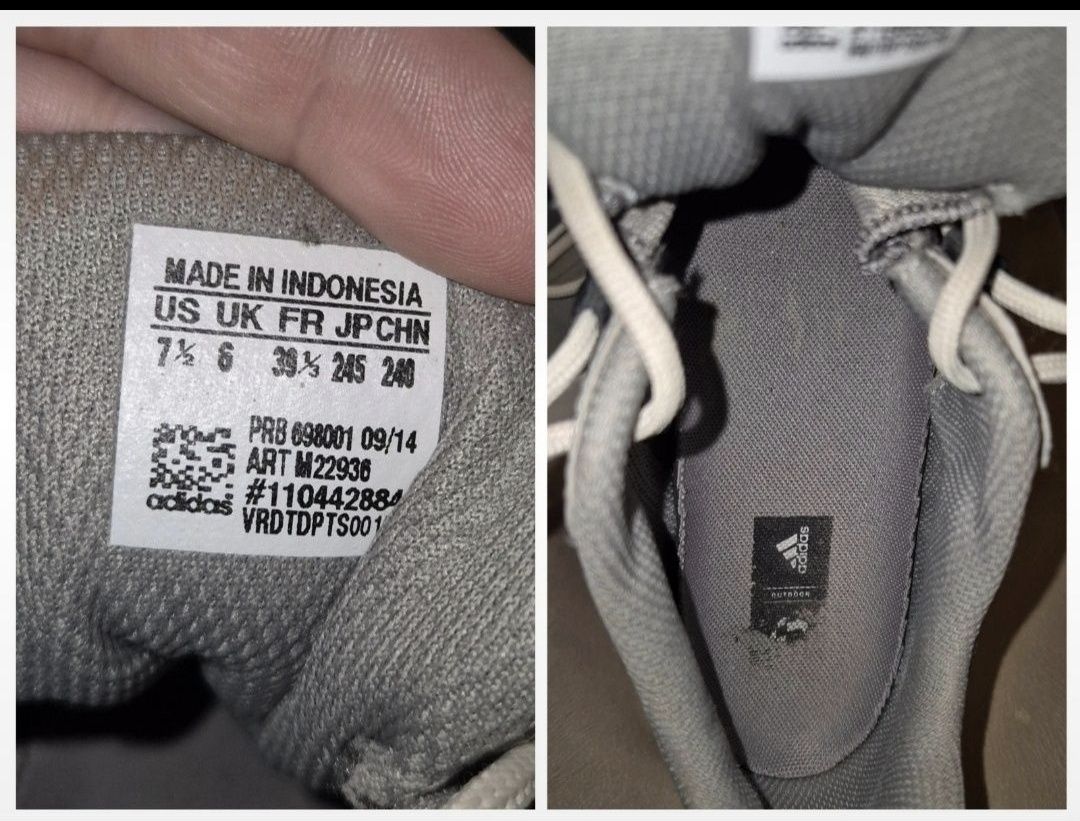 MADE IN INDONESIA
US UK FR JP CHN
7½ 6 39⅓ 245 240
PRB 698001 09/14
ART M22936
#110442884
VRDTDPTS001
adidas
adidas
OUTDOOR